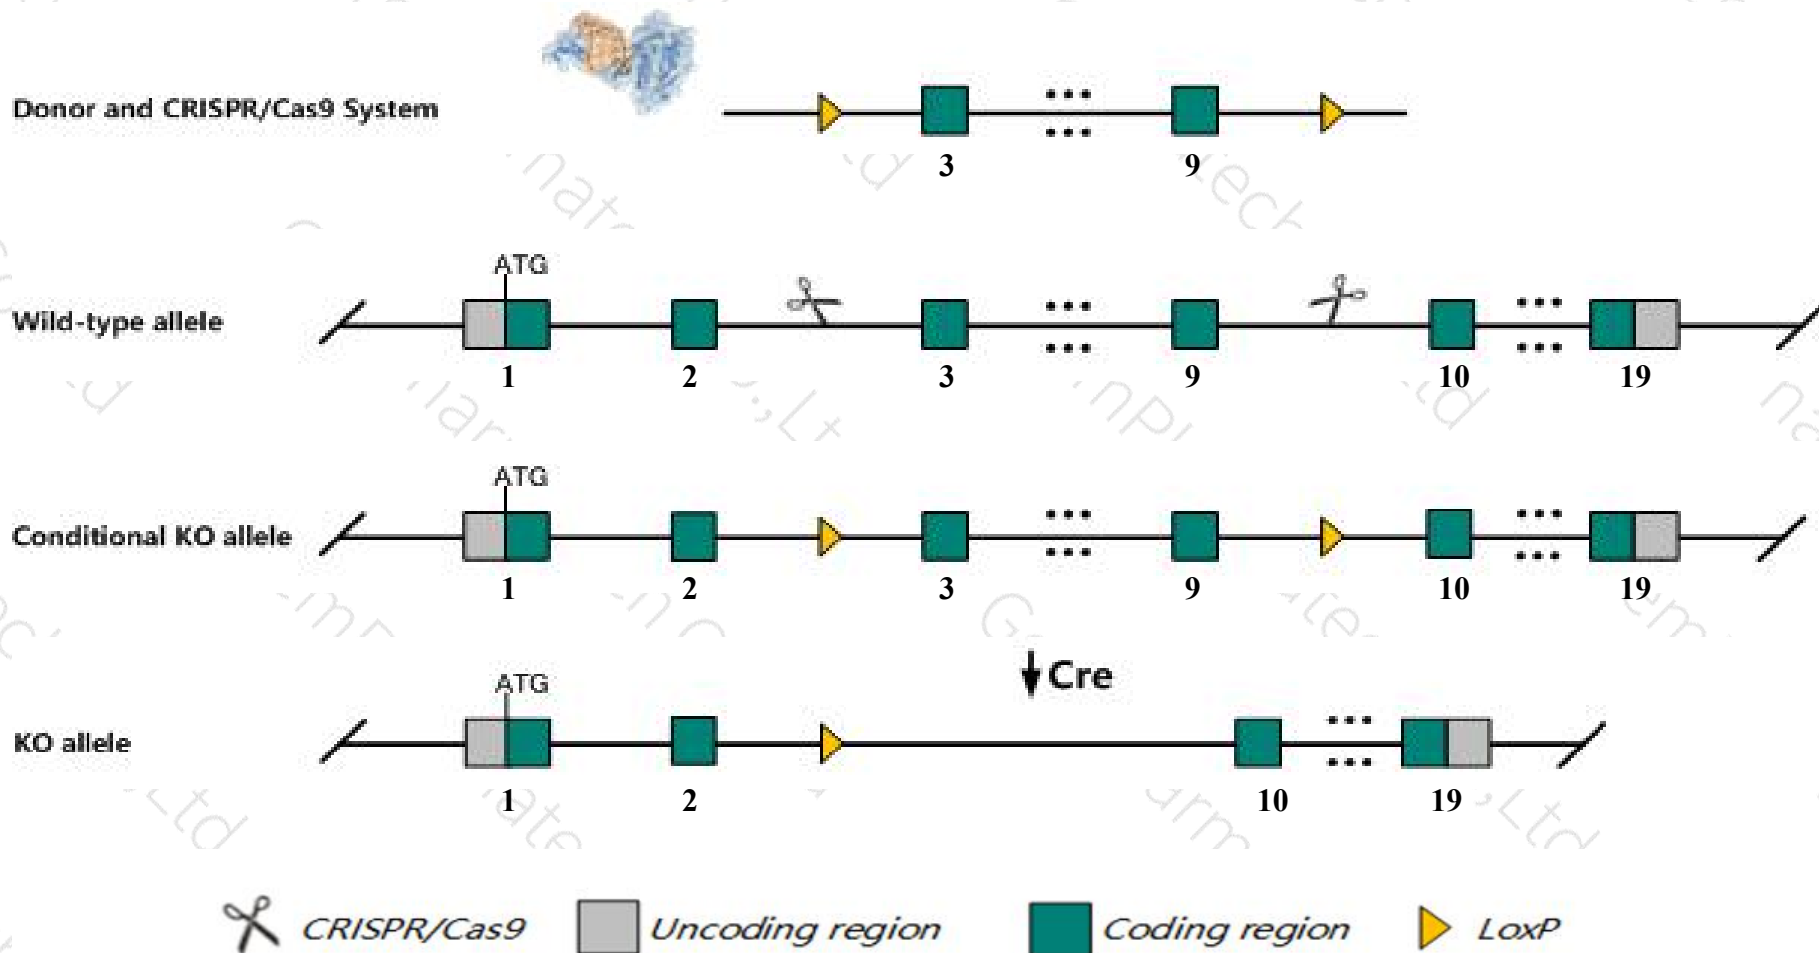 Donor and CRISPR/Cas9 System
3 9
ATG
Wild-type allele
1 2 3 9 10 19
ATG
Conditional KO allele
1 2 3 9 10 19
Cre
ATG
KO allele
1 2 10 19
CRISPR/Cas9 Uncoding region Coding region LoxP